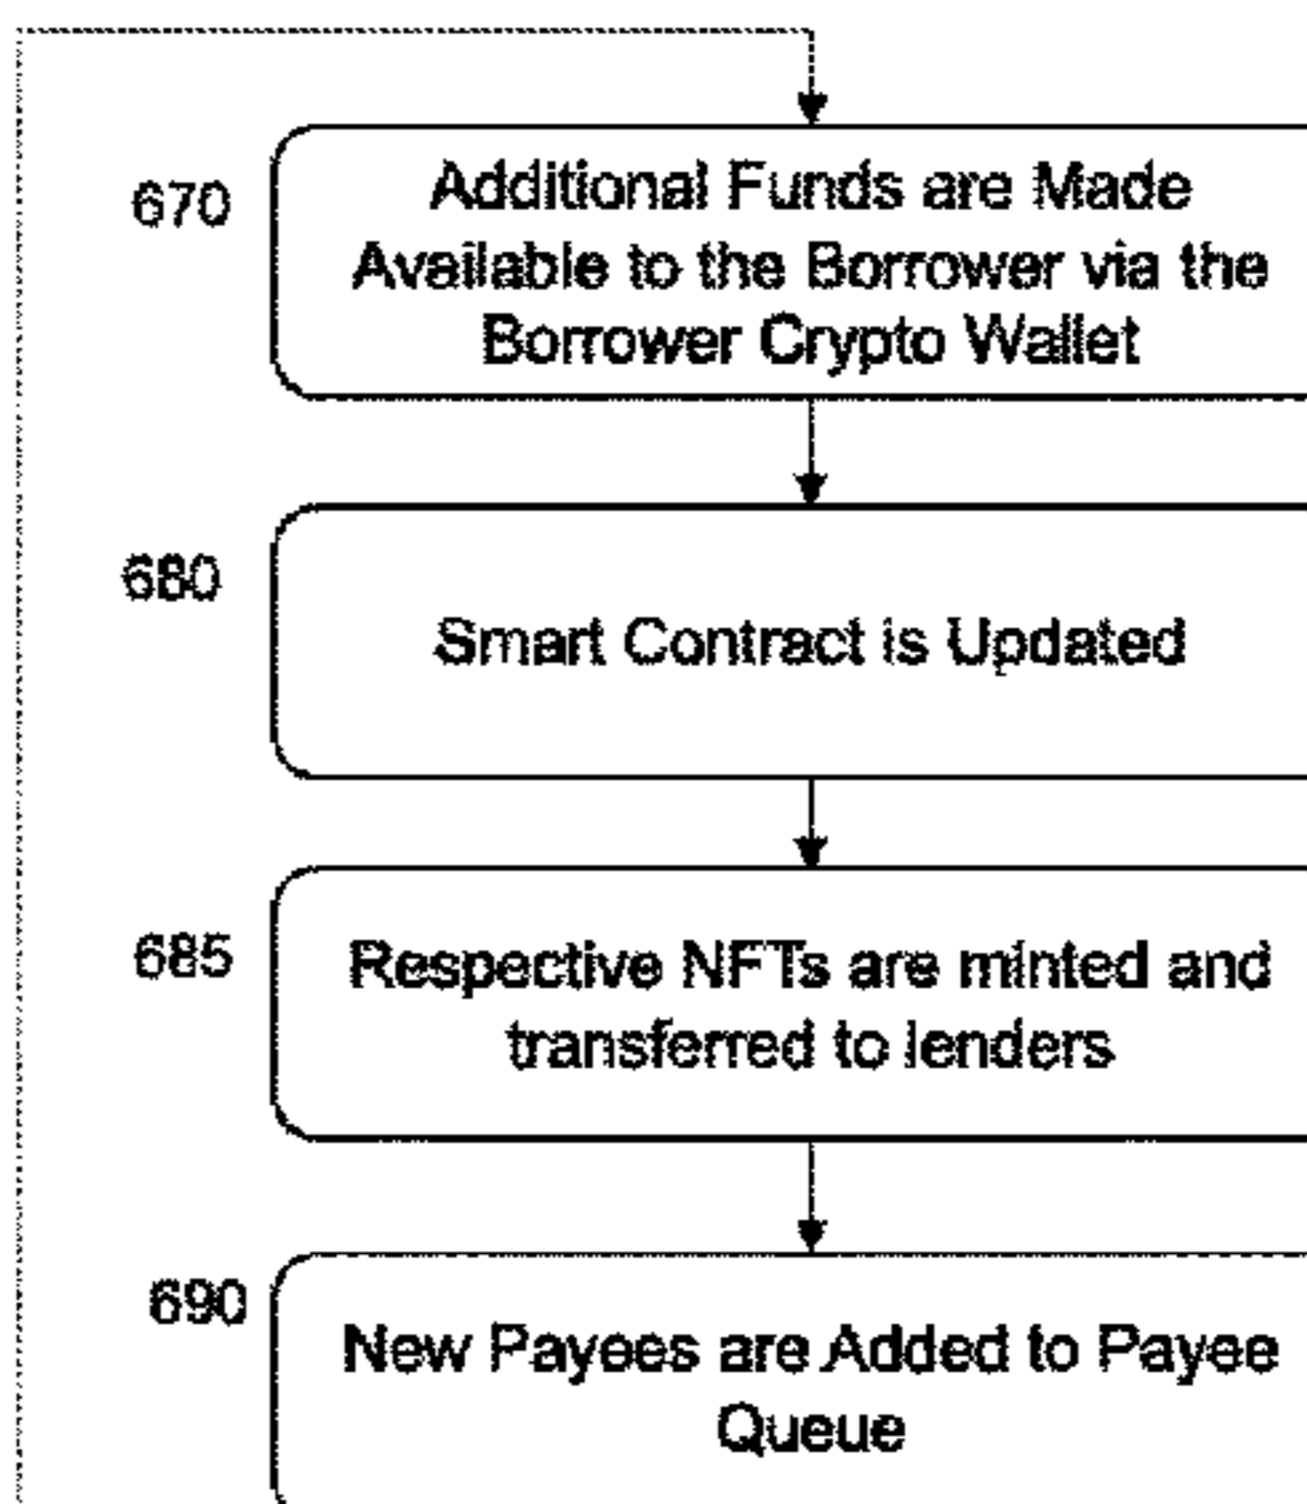 670
Additional Funds are Made
Available to the Borrower via the
Borrower Crypto Wallet
680
Smart Contract is Updated
685
Respective NFTs are minted and
transferred to lenders
690
New Payees are Added to Payee
Queue